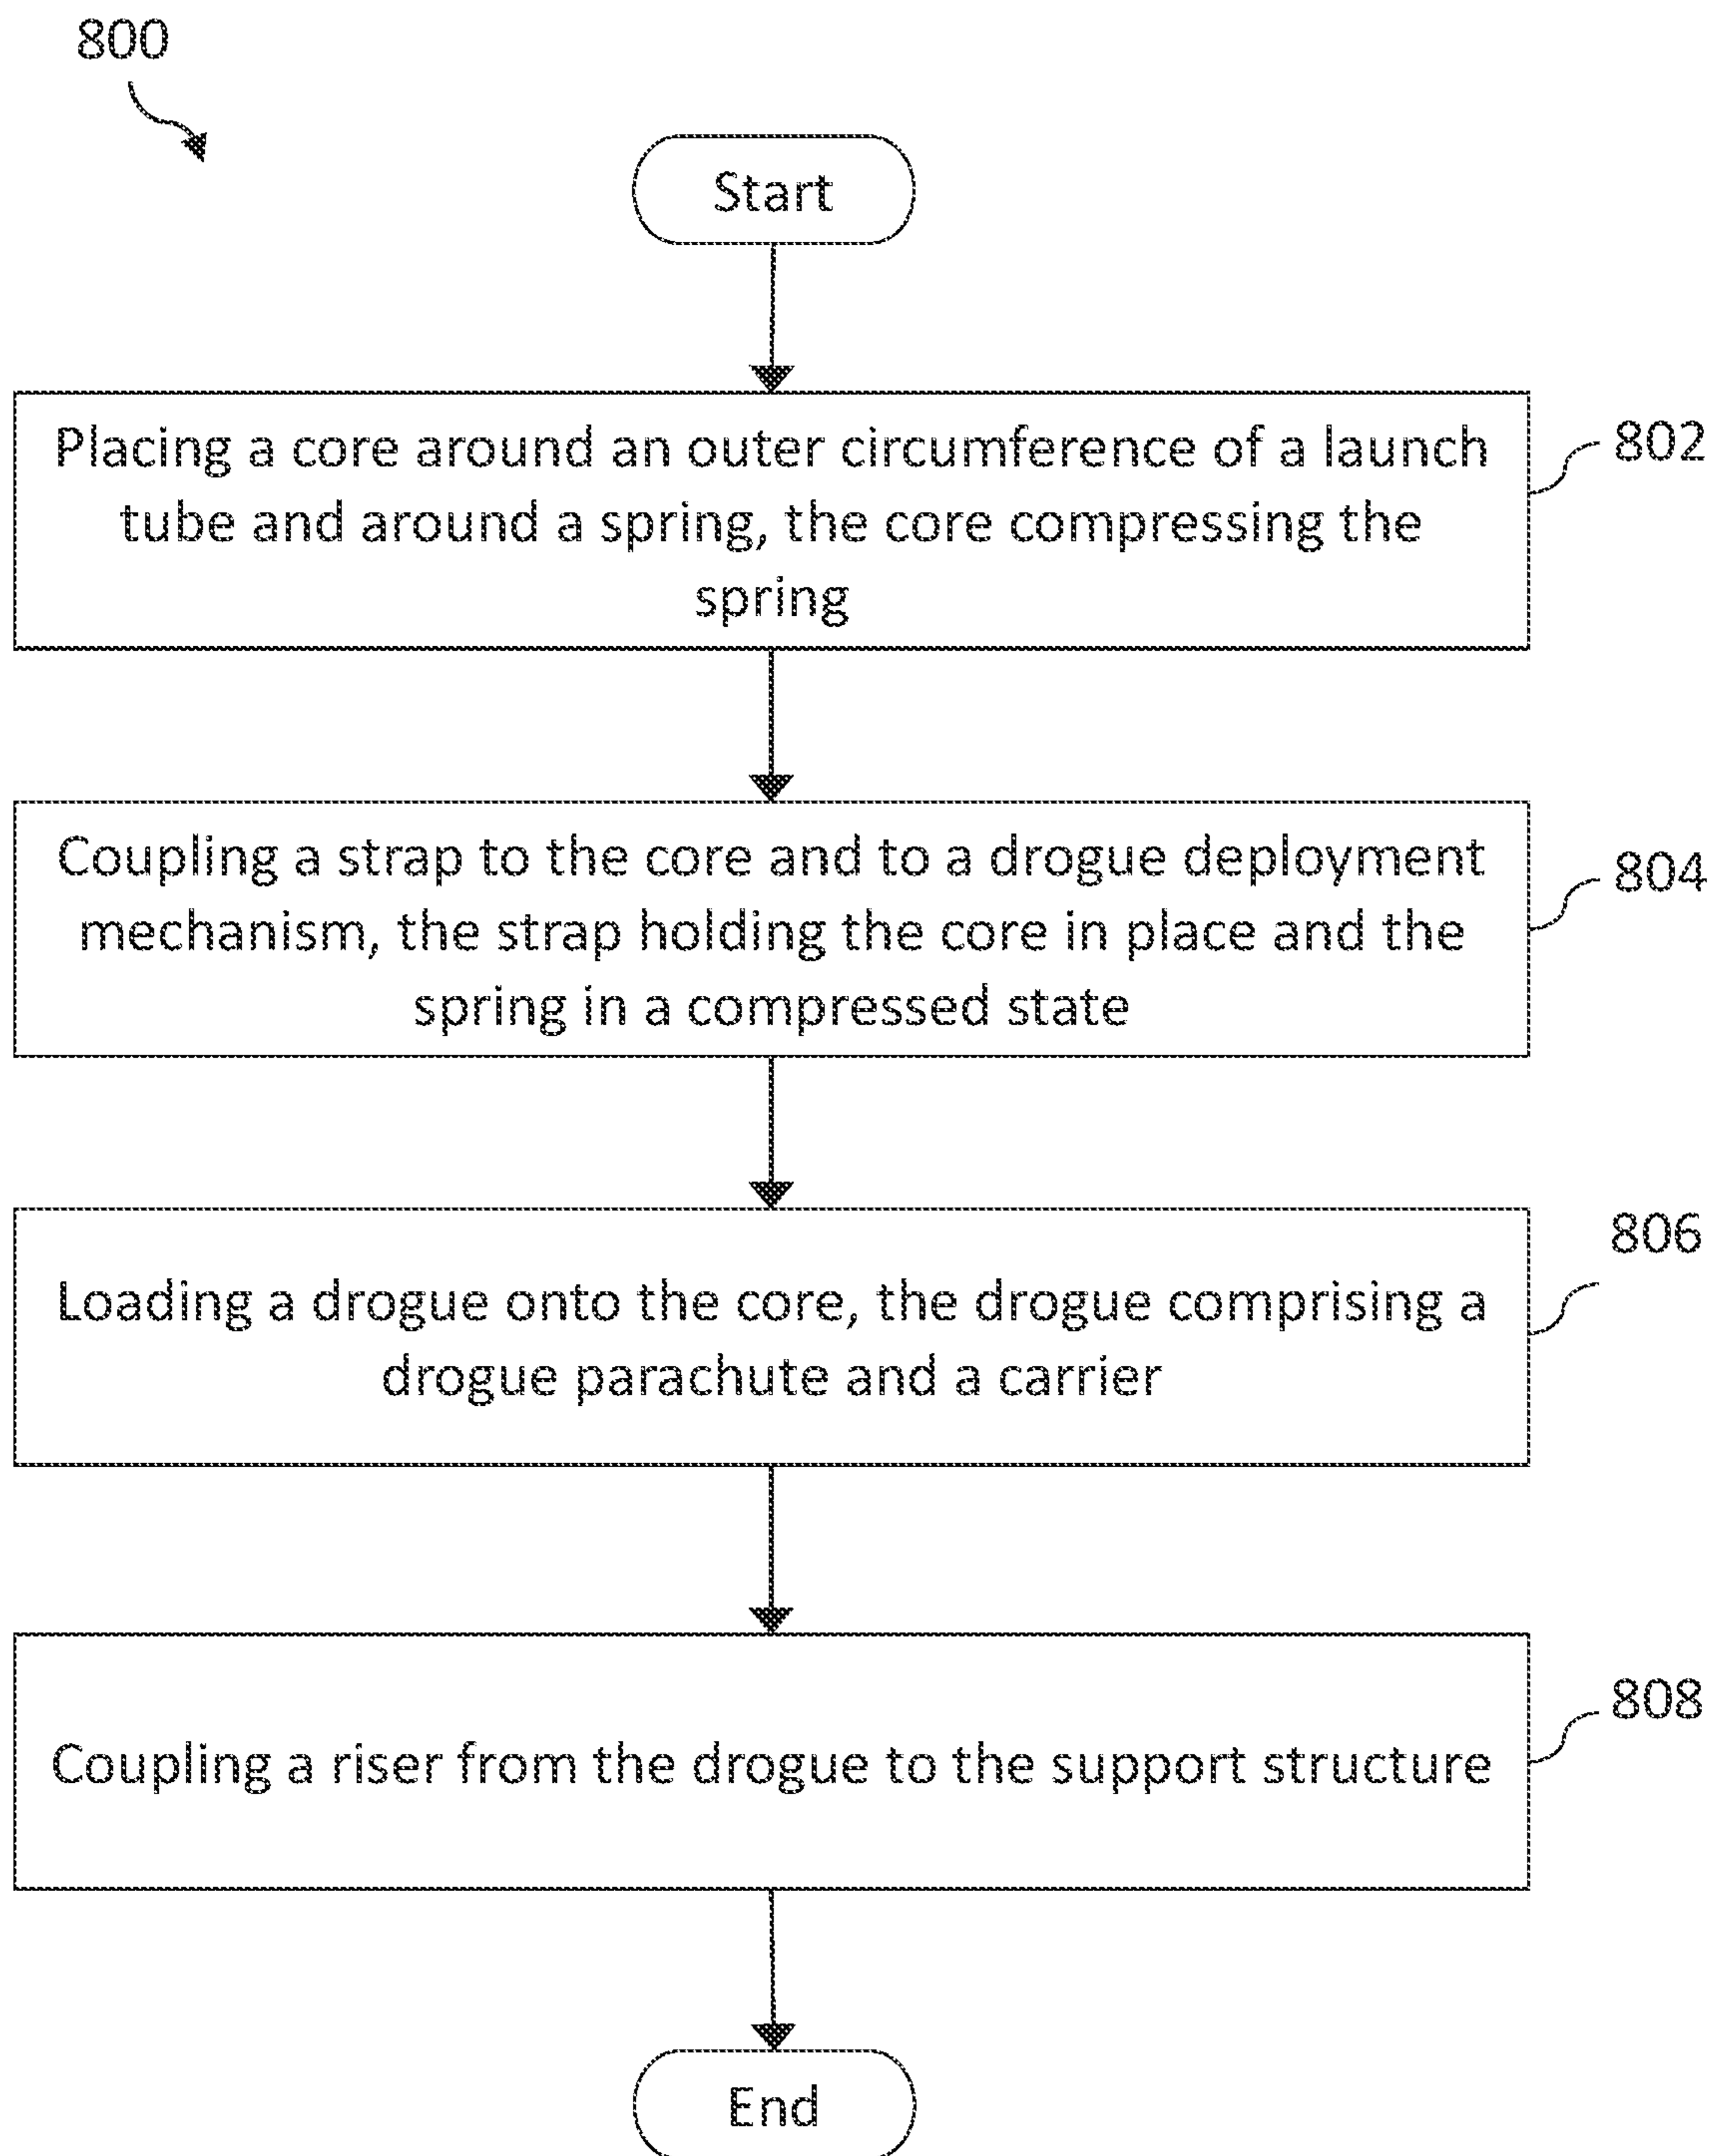 800
Start
Placing a core around an outer circumference of a launch
tube and around a spring, the core compressing the
spring
802
Coupling a strap to the core and to a drogue deployment
mechanism, the strap holding the core in place and the
spring in a compressed state
804
Loading a drogue onto the core, the drogue comprising a
drogue parachute and a carrier
806
Coupling a riser from the drogue to the support structure
808
End